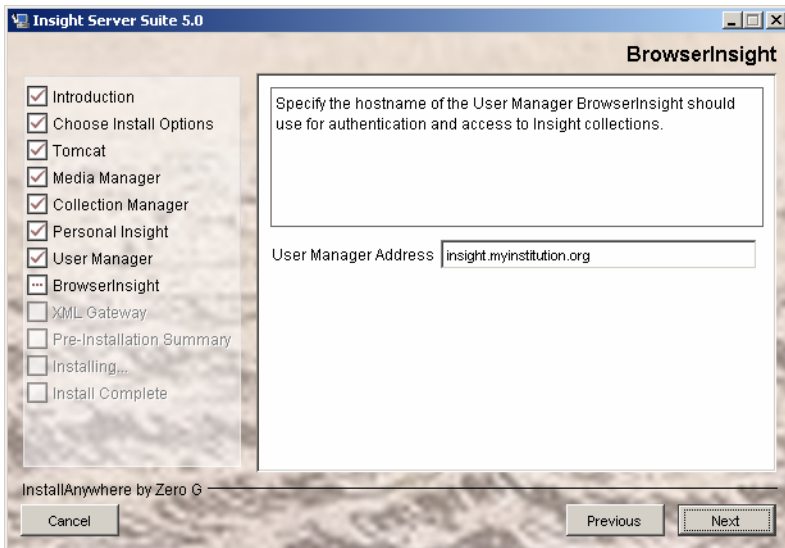 Insight Server Suite 5.0
BrowserInsight
Introduction
Choose Install Options
Tomcat
Media Manager
Collection Manager
Personal Insight
User Manager
BrowserInsight
XML Gateway
Pre-Installation Summary
Installing...
Install Complete
Specify the hostname of the User Manager BrowserInsight should
use for authentication and access to Insight collections.
User Manager Address insight.myinstitution.org
InstallAnywhere by Zero G
Cancel Previous Next